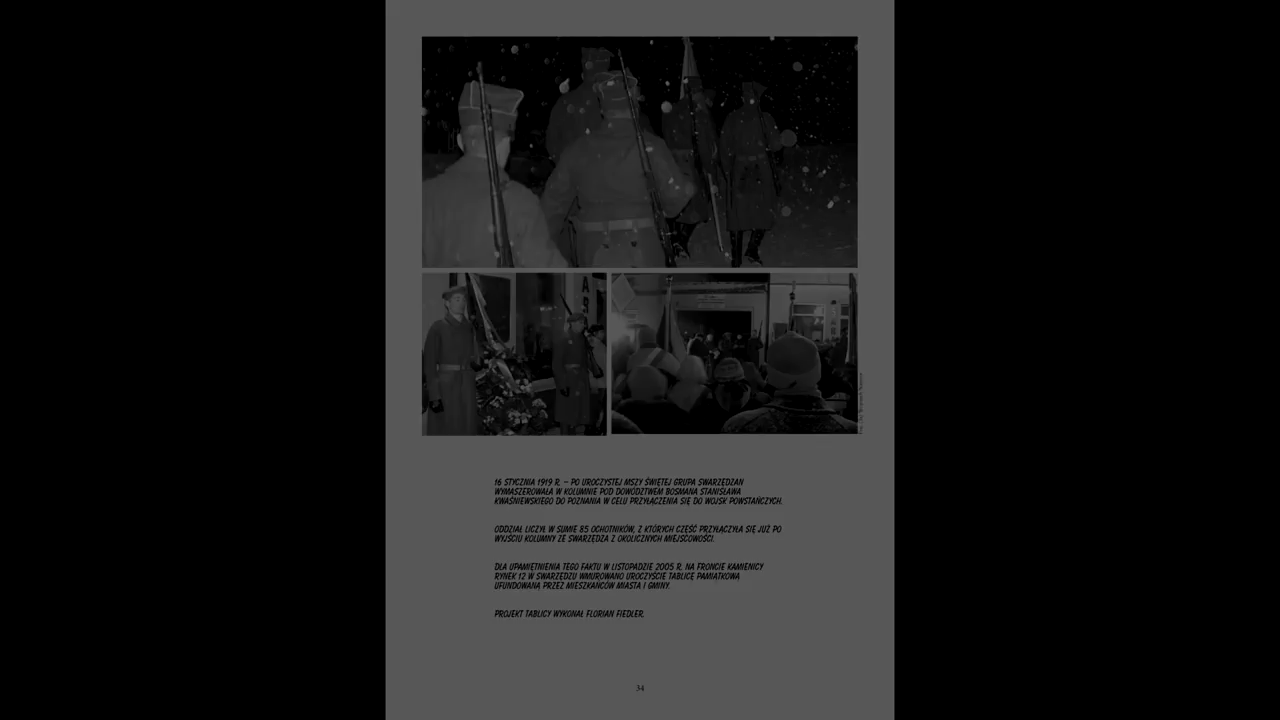 16 STYCZNIA 1919 R. – PO UROCZYSTEJ MSZY ŚWIĘTEJ GRUPA SWARZĘDZAN
WYMASZEROWAŁA W KOLUMNIE POD DOWÓDZTWEM BOSMANA STANISŁAWA
KWAŚNIEWSKIEGO DO POZNANIA W CELU PRZYŁĄCZENIA SIĘ DO WOJSK POWSTAŃCZYCH.
ODDZIAŁ LICZYŁ W SUMIE 85 OCHOTNIKÓW, Z KTÓRYCH CZĘŚĆ PRZYŁĄCZYŁA SIĘ JUŻ PO
WYJŚCIU KOLUMNY ZE SWARZĘDZA Z OKOLICZNYCH MIEJSCOWOŚCI.
DLA UPAMIĘTNIENIA TEGO FAKTU W LISTOPADZIE 2005 R. NA FRONCIE KAMIENICY
RYNEK 12 W SWARZĘDZU WMUROWANO UROCZYŚCIE TABLICĘ PAMIĄTKOWĄ
UFUNDOWANĄ PRZEZ MIESZKAŃCÓW MIASTA I GMINY.
PROJEKT TABLICY WYKONAŁ FLORIAN FIEDLER.
34